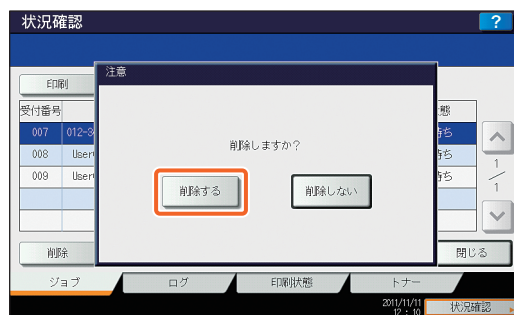 状況確認 ?
注意
印刷
受付番号 態
007 012-3 待ち
008 User 待ち
009 User 待ち
1
1
削除しますか?
削除する 削除しない
削除 閉じる
ジョブ ログ 印刷状態 トナー
2011/11/11
12 : 10
状況確認